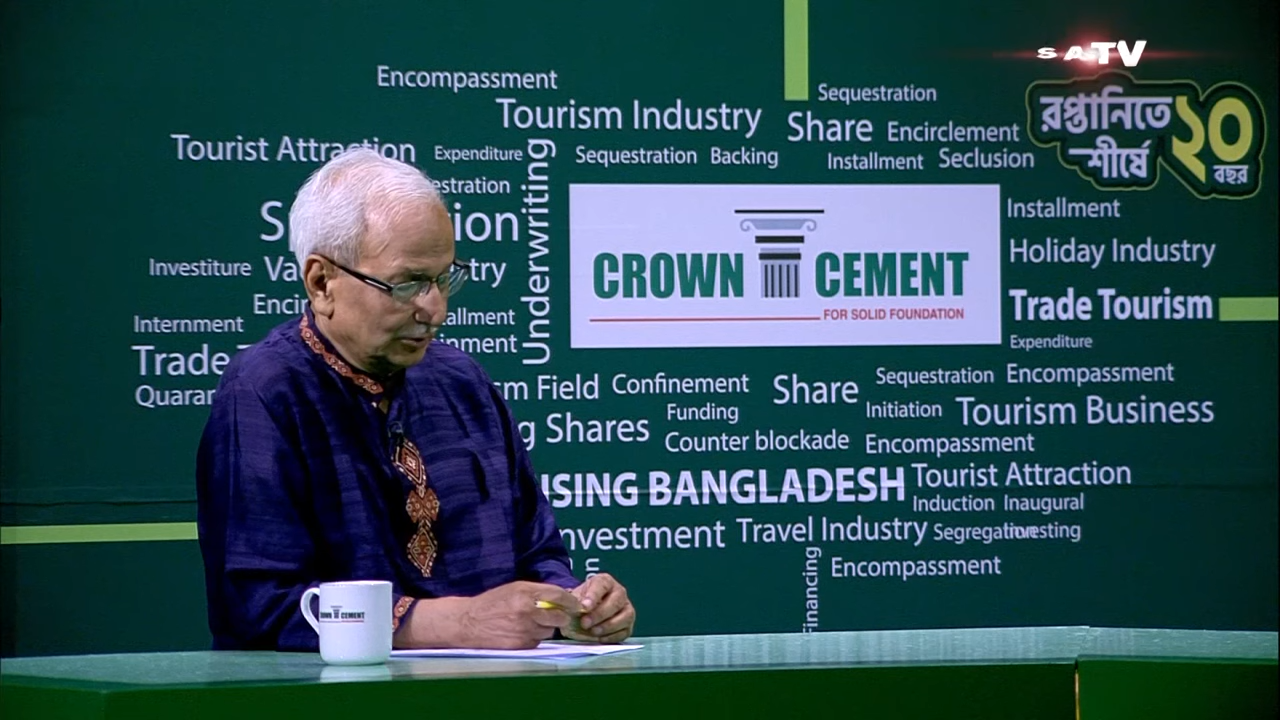 SATV
রপ্তানিতে
শীর্ষে
২০
বছর
Encompassment
Sequestration
Tourism Industry
Share
Encirclement
Tourist Attraction
Expenditure
Sequestration
Backing
Installment
Seclusion
Underwriting
Installment
Holiday Industry
Investiture
CROWN CEMENT
FOR SOLID FOUNDATION
Trade Tourism
Internment
Expenditure
Trade
Confinement
Share
Sequestration
Encompassment
Funding
Initiation
Tourism Business
Shares
Counter blockade
Encompassment
BANGLADESH
Tourist Attraction
Induction
Inaugural
Travel Industry
Financing
Encompassment
CROWN CEMENT